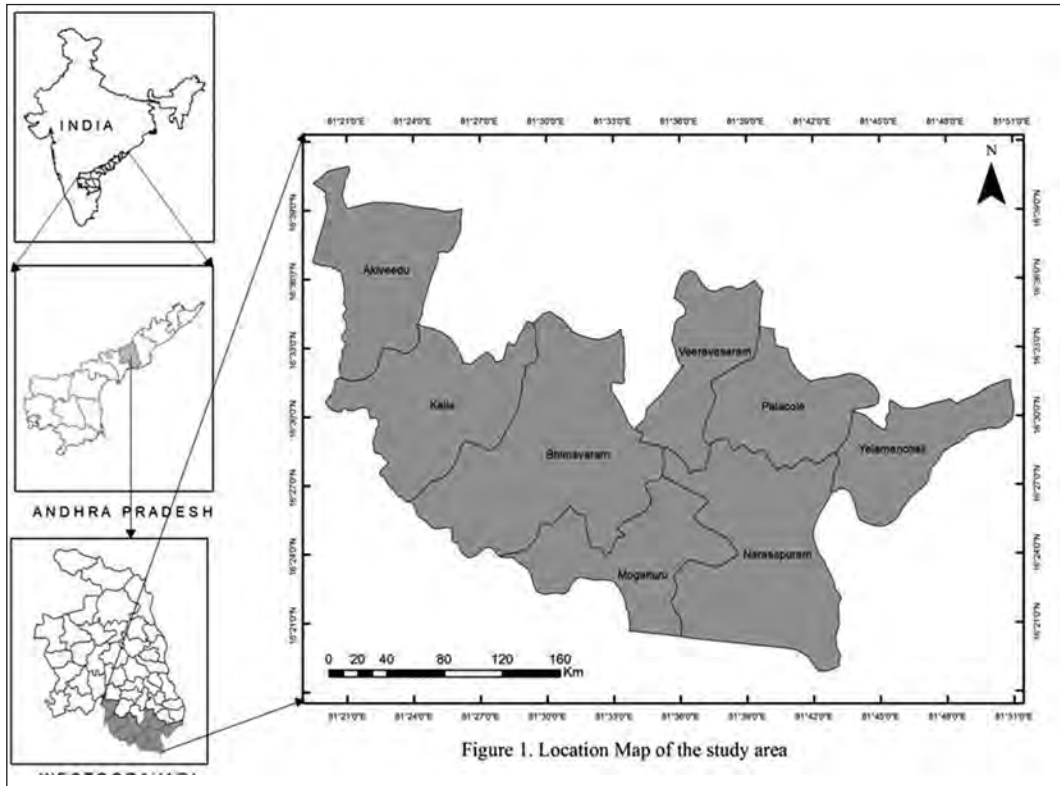 INDIA
ANDHRA PRADESH
81°21'0"E 81°24'0"E 81°27'0"E 81°30'0"E 81°33'0"E 81°36'0"E 81°39'0"E 81°42'0"E 81°45'0"E 81°48'0"E 81°51'0"E
N
Akiveedu
Veeravasaram
Kalla
Palacole
Bhimavaram
Yelamanchali
Narasapuram
Mogalturu
0 20 40 80 120 160
Km
81°21'0"E 81°24'0"E 81°27'0"E 81°30'0"E 81°33'0"E 81°36'0"E 81°39'0"E 81°42'0"E 81°45'0"E 81°48'0"E 81°51'0"E
Figure 1. Location Map of the study area